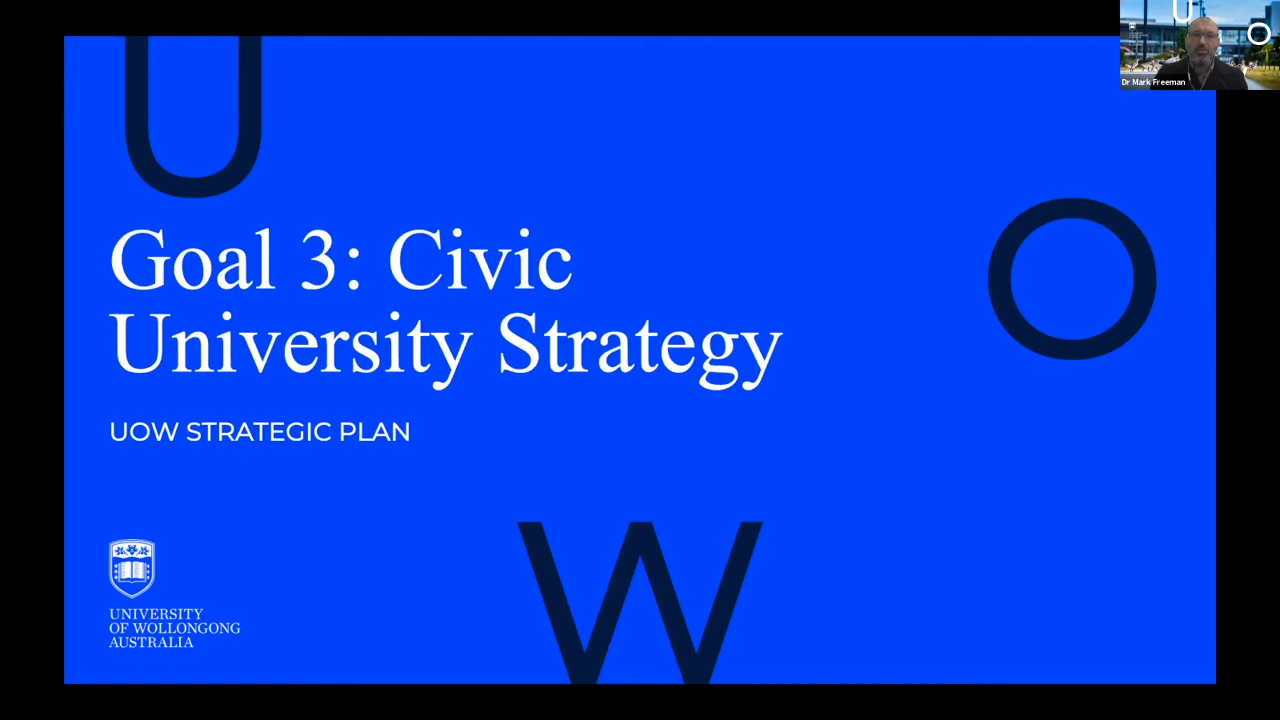 U
O
Dr Mark Freeman
U
O
Goal 3: Civic
University Strategy
UOW STRATEGIC PLAN
W
UNIVERSITY
OF WOLLONGONG
AUSTRALIA